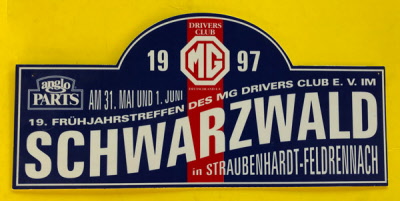 DRIVERS
CLUB
19 MG 97
DEUTSCHLAND E.V.
anglo
PARTS
AM 31. MAI UND 1. JUNI
19. FRÜHJAHRSTREFFEN DES MG DRIVERS CLUB E. V. IM
SCHWARZWALD
in STRAUBENHARDT-FELDRENNACH